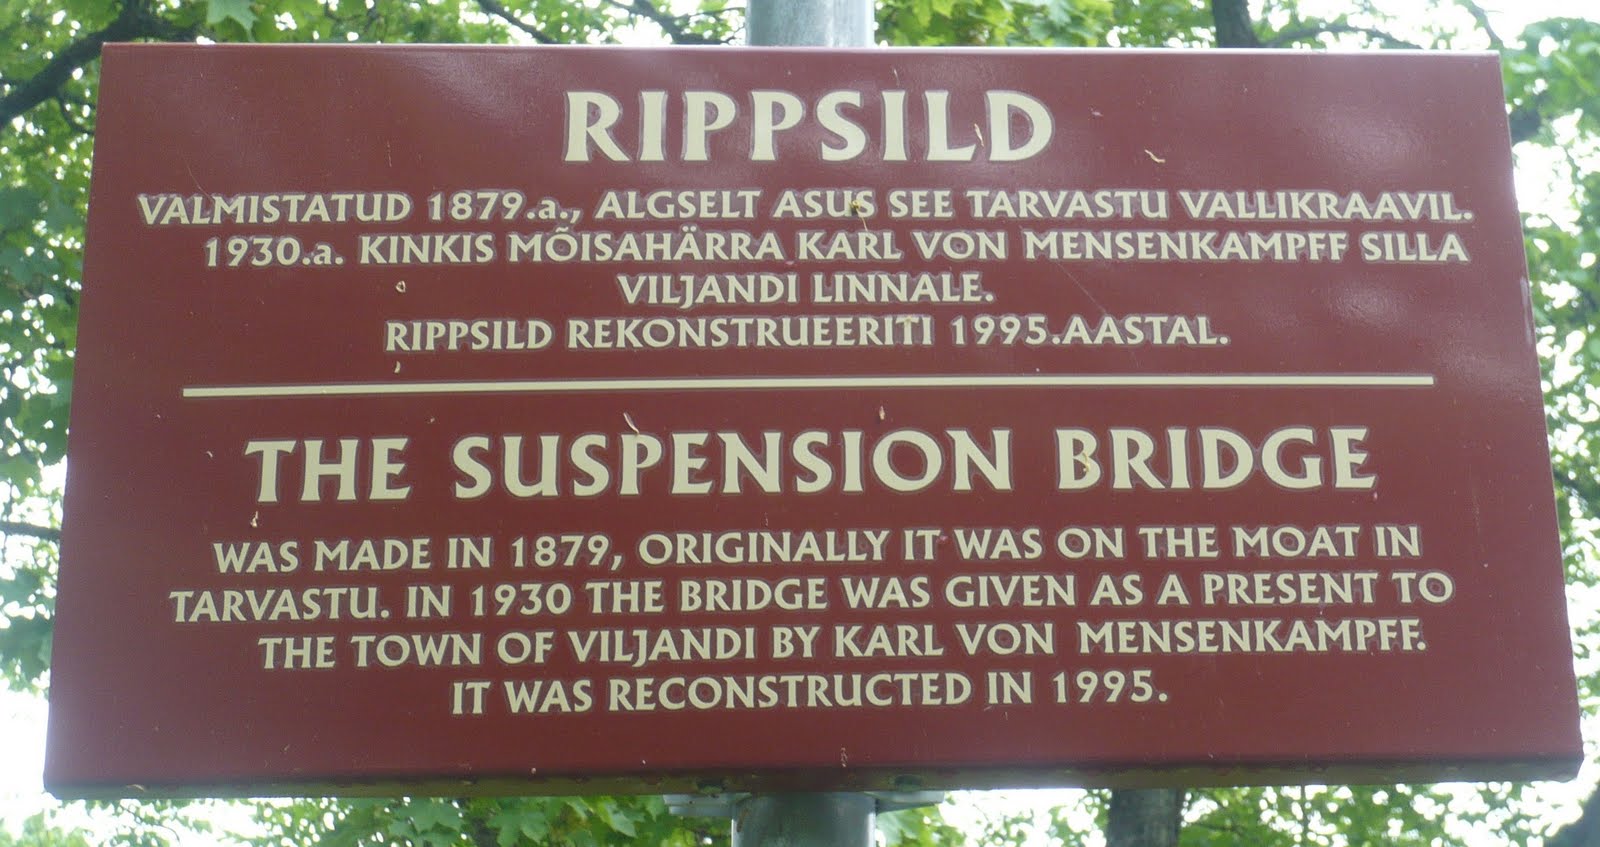 RIPPSILD
VALMISTATUD 1879.a., ALGSELT ASUS SEE TARVASTU VALLIKRAAVIL.
1930.a. KINKIS MÕISAHÄRRA KARL VON MENSENKAMPFF SILLA
VILJANDI LINNALE.
RIPPSILD REKONSTRUEERITI 1995.AASTAL.
THE SUSPENSION BRIDGE
WAS MADE IN 1879, ORIGINALLY IT WAS ON THE MOAT IN
TARVASTU. IN 1930 THE BRIDGE WAS GIVEN AS A PRESENT TO
THE TOWN OF VILJANDI BY KARL VON MENSENKAMPFF.
IT WAS RECONSTRUCTED IN 1995.